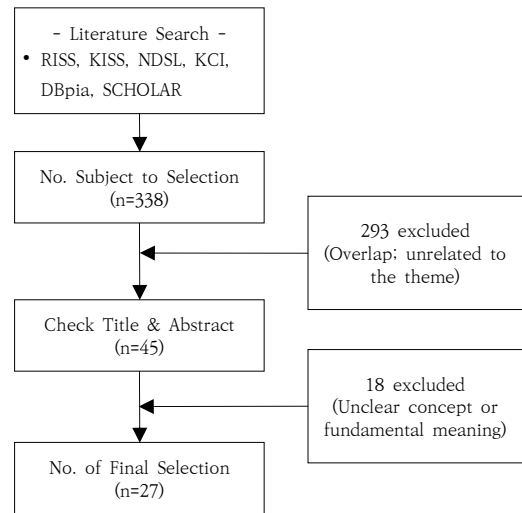 - Literature Search -
• RISS, KISS, NDSL, KCI,
DBpia, SCHOLAR
No. Subject to Selection
(n=338)
293 excluded
(Overlap; unrelated to
the theme)
Check Title & Abstract
(n=45)
18 excluded
(Unclear concept or
fundamental meaning)
No. of Final Selection
(n=27)